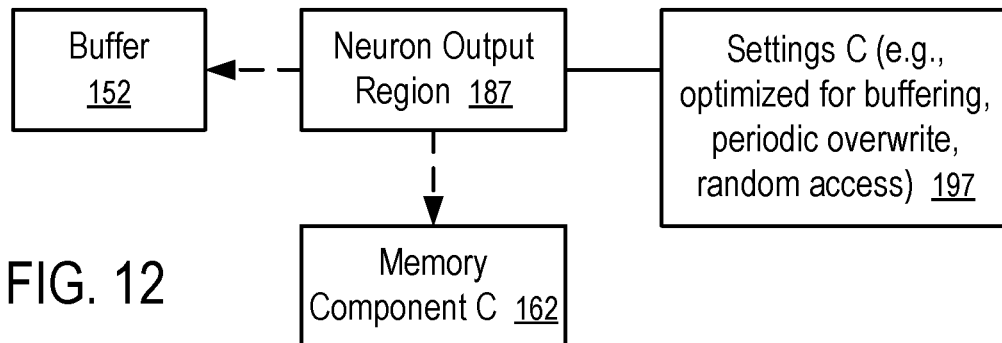 Buffer
152
Neuron Output
Region 187
Settings C (e.g.,
optimized for buffering,
periodic overwrite,
random access) 197
Memory
Component C 162
FIG. 12